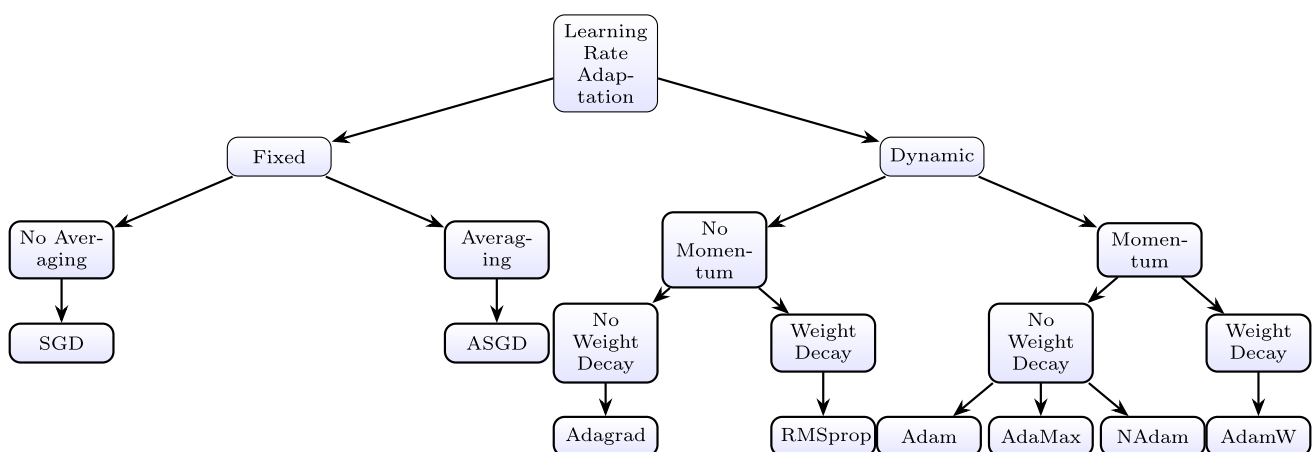 Learning
Rate
Adap-
tation
Fixed
Dynamic
No Aver-
aging
Averag-
ing
No
Momen-
tum
Momen-
tum
SGD
ASGD
No
Weight
Decay
Weight
Decay
No
Weight
Decay
Weight
Decay
Adagrad
RMSprop
Adam
AdaMax
NAdam
AdamW